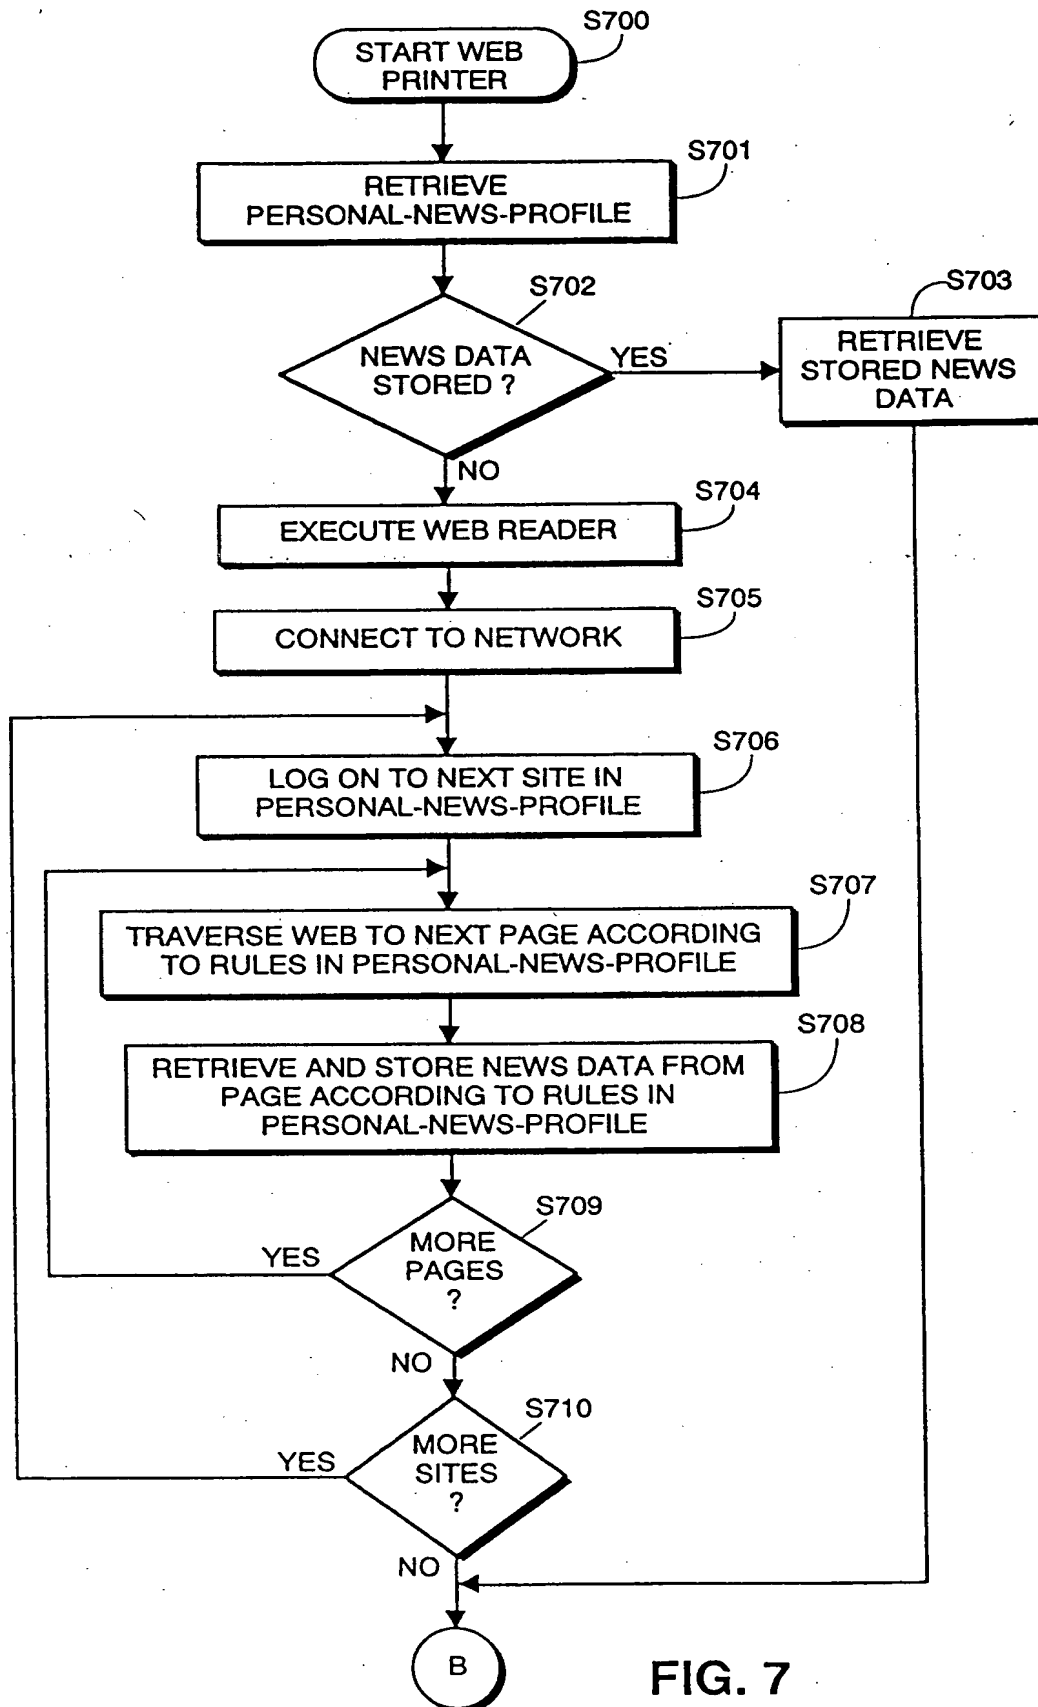 S700
START WEB
PRINTER
S701
RETRIEVE
PERSONAL-NEWS-PROFILE
S702
NEWS DATA
STORED ?
YES
S703
RETRIEVE
STORED NEWS
DATA
NO
S704
EXECUTE WEB READER
S705
CONNECT TO NETWORK
S706
LOG ON TO NEXT SITE IN
PERSONAL-NEWS-PROFILE
S707
TRAVERSE WEB TO NEXT PAGE ACCORDING
TO RULES IN PERSONAL-NEWS-PROFILE
S708
RETRIEVE AND STORE NEWS DATA FROM
PAGE ACCORDING TO RULES IN
PERSONAL-NEWS-PROFILE
S709
MORE
PAGES
?
YES
NO
S710
MORE
SITES
?
YES
NO
B
FIG. 7